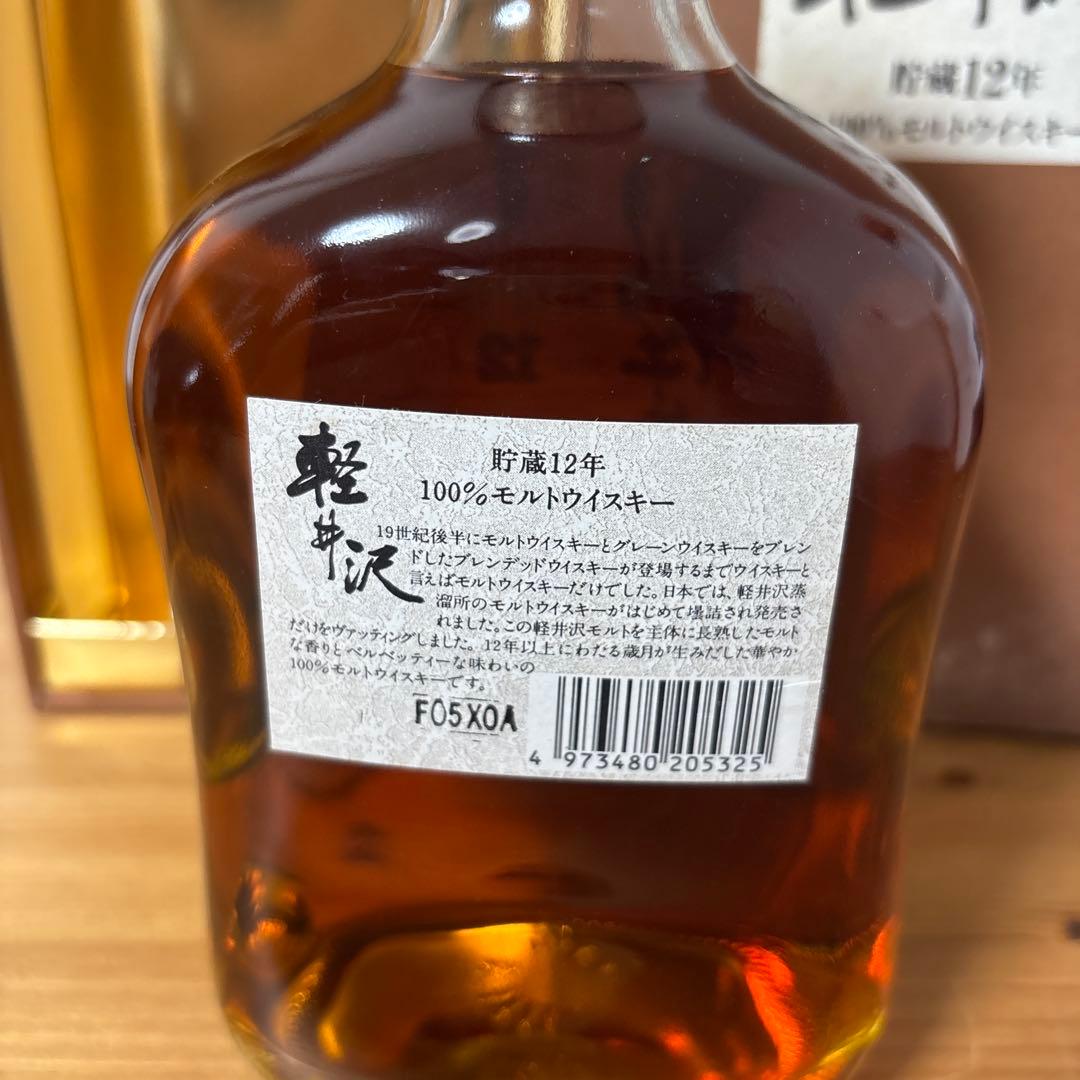 貯蔵12年
100%モルトウイスキー
軽井沢
貯蔵12年
100%モルトウイスキー
19世紀後半にモルトウイスキーとグレーンウイスキーをブレン
ドしたブレンデッドウイスキーが登場するまでウイスキーと
言えばモルトウイスキーだけでした。日本では、軽井沢蒸
溜所のモルトウイスキーがはじめて壜詰され発売さ
れました。この軽井沢モルトを主体に長熟したモルト
だけをヴァッティングしました。12年以上にわたる歳月が生みだした華やか
な香りとベルベッティーな味わいの
100%モルトウイスキーです。
F05X0A
4 973480 205325